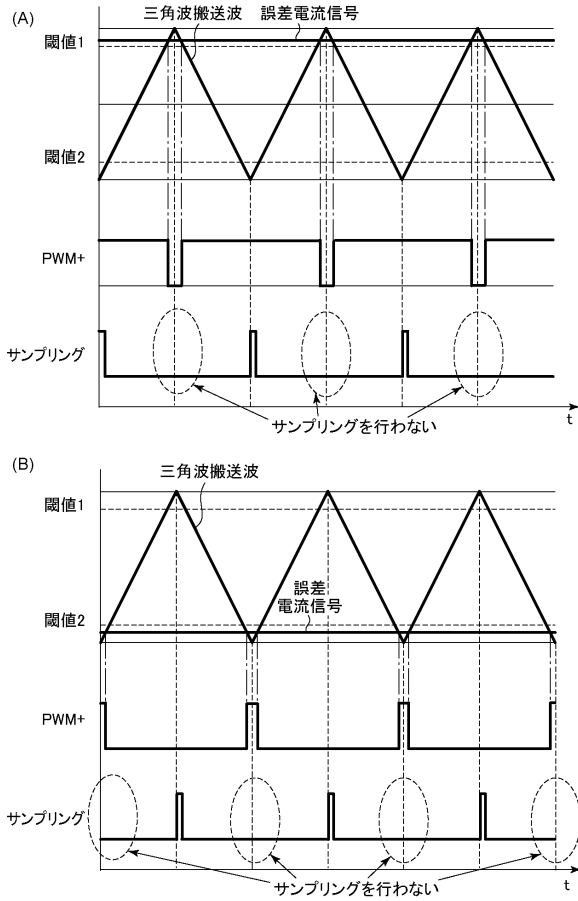 (A)
三角波搬送波
誤差電流信号
閾値1
閾値2
PWM+
サンプリング
サンプリングを行わない
t
(B)
三角波搬送波
閾値1
誤差
電流信号
閾値2
PWM+
サンプリング
サンプリングを行わない
t